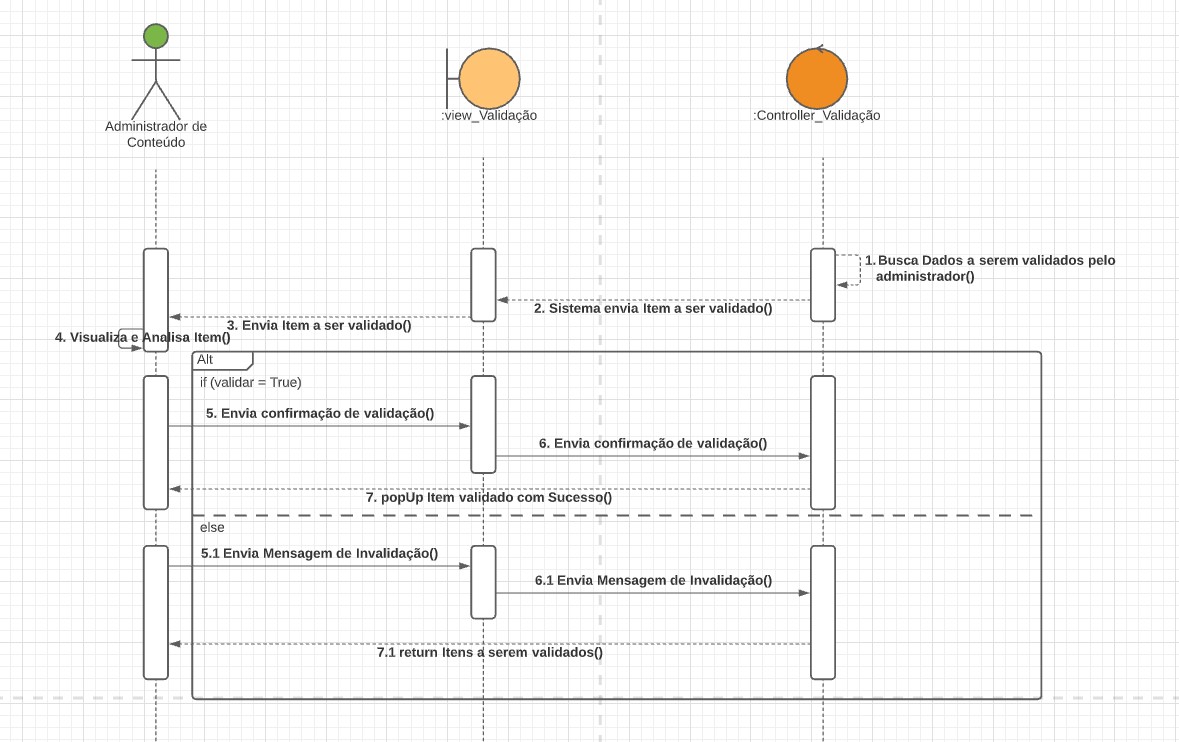 Administrador de
Conteúdo
:view_Validação
:Controller_Validação
1. Busca Dados a serem validados pelo
administrador()
2. Sistema envia Item a ser validado()
3. Envia Item a ser validado()
4. Visualiza e Analisa Item()
Alt
if (validar = True)
5. Envia confirmação de validação()
6. Envia confirmação de validação()
7. popUp Item validado com Sucesso()
else
5.1 Envia Mensagem de Invalidação()
6.1 Envia Mensagem de Invalidação()
7.1 return Itens a serem validados()